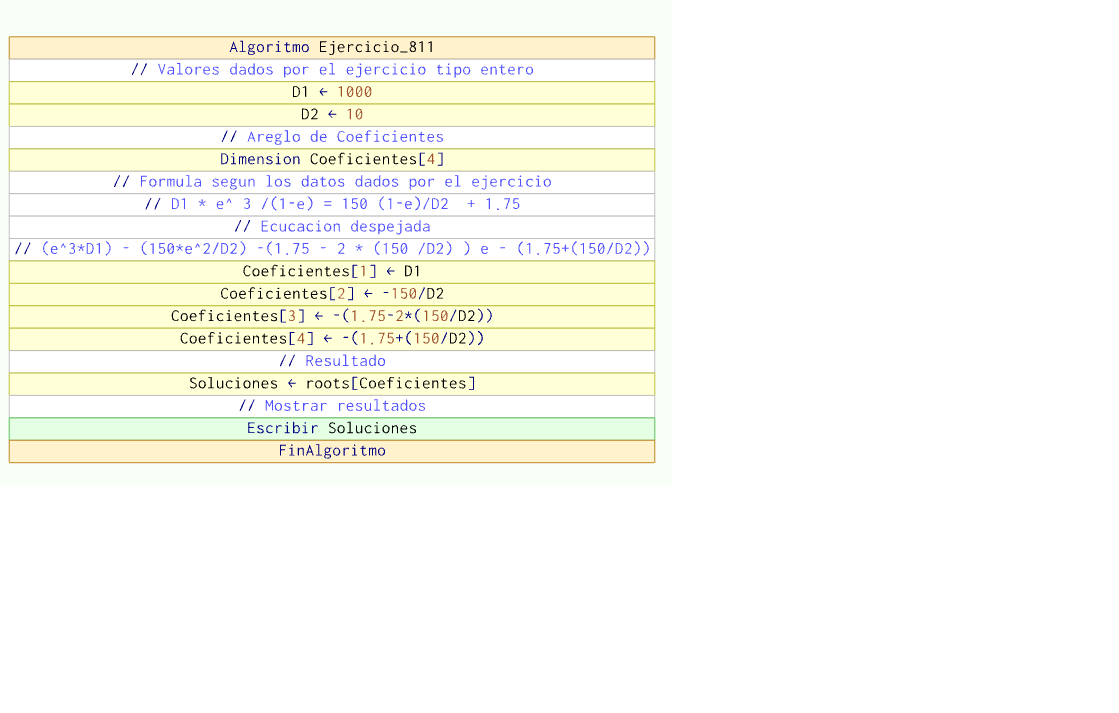 Algoritmo Ejercicio_811
// Valores dados por el ejercicio tipo entero
D1 ← 1000
D2 ← 10
// Areglo de Coeficientes
Dimension Coeficientes[4]
// Formula segun los datos dados por el ejercicio
// D1 * e^ 3 /(1-e) = 150 (1-e)/D2  + 1.75
// Ecucacion despejada
// (e^3*D1) - (150*e^2/D2) -(1.75 - 2 * (150 /D2) ) e - (1.75+(150/D2))
Coeficientes[1] ← D1
Coeficientes[2] ← -150/D2
Coeficientes[3] ← -(1.75-2*(150/D2))
Coeficientes[4] ← -(1.75+(150/D2))
// Resultado
Soluciones ← roots[Coeficientes]
// Mostrar resultados
Escribir Soluciones
FinAlgoritmo